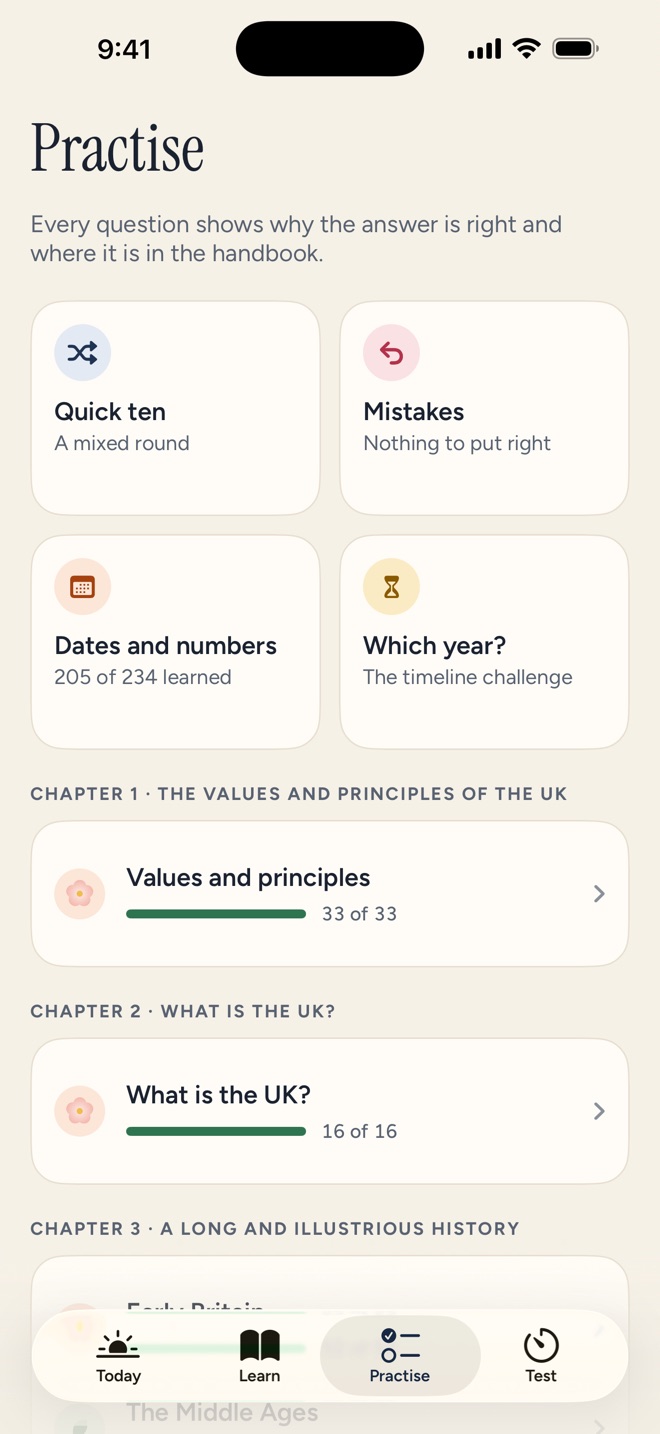 9:41
Practise
Every question shows why the answer is right and
where it is in the handbook.
Quick ten
A mixed round
Mistakes
Nothing to put right
Dates and numbers
205 of 234 learned
Which year?
The timeline challenge
CHAPTER 1 · THE VALUES AND PRINCIPLES OF THE UK
Values and principles
33 of 33
CHAPTER 2 · WHAT IS THE UK?
What is the UK?
16 of 16
CHAPTER 3 · A LONG AND ILLUSTRIOUS HISTORY
Early Britain
Today
Learn
Practise
Test
The Middle Ages